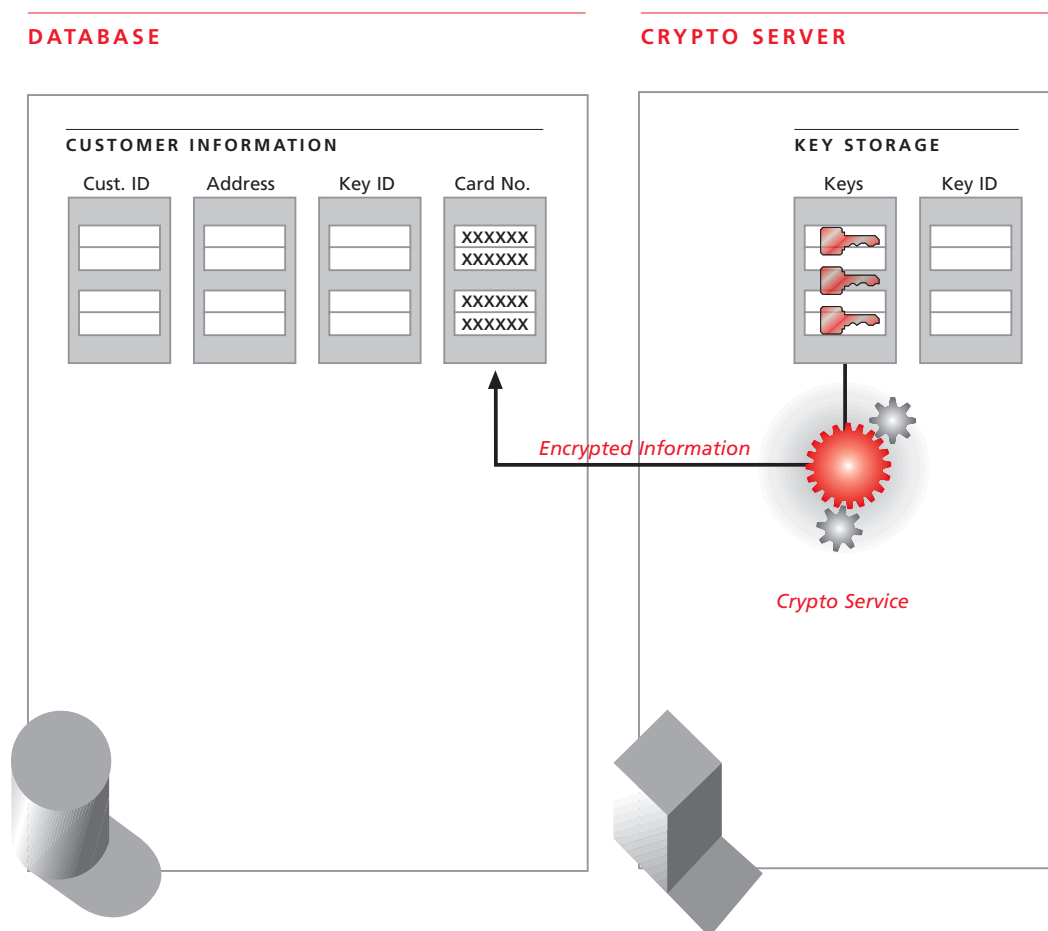 DATABASE
CRYPTO SERVER
CUSTOMER INFORMATION
Cust. ID
Address
Key ID
Card No.
XXXXXX
XXXXXX
XXXXXX
XXXXXX
KEY STORAGE
Keys
Key ID
Encrypted Information
Crypto Service